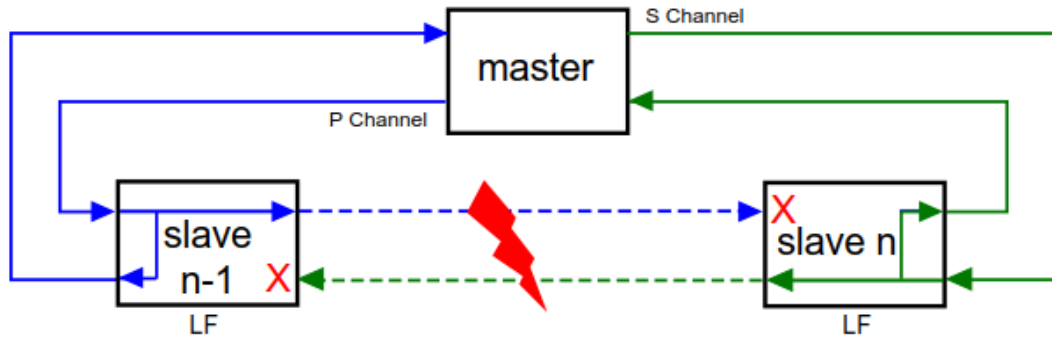 S Channel
master
P Channel
slave
n-1
X
LF
X
slave n
LF